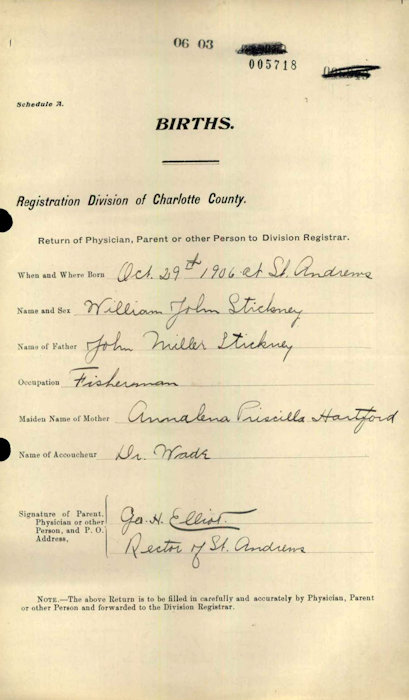 06 03
005718
Schedule A.
BIRTHS.
Registration Division of Charlotte County.
Return of Physician, Parent or other Person to Division Registrar.
When and Where Born Oct. 29th 1906 at St. Andrews
Name and Sex William John Stickney
Name of Father John Miller Stickney
Occupation Fisherman
Maiden Name of Mother Annalena Priscilla Hartford
Name of Accoucheur Dr. Wade
Signature of Parent, Physician or other Person, and P. O. Address,
Geo. H. Elliot.
Rector of St. Andrews
NOTE.—The above Return is to be filled in carefully and accurately by Physician, Parent
or other Person and forwarded to the Division Registrar.